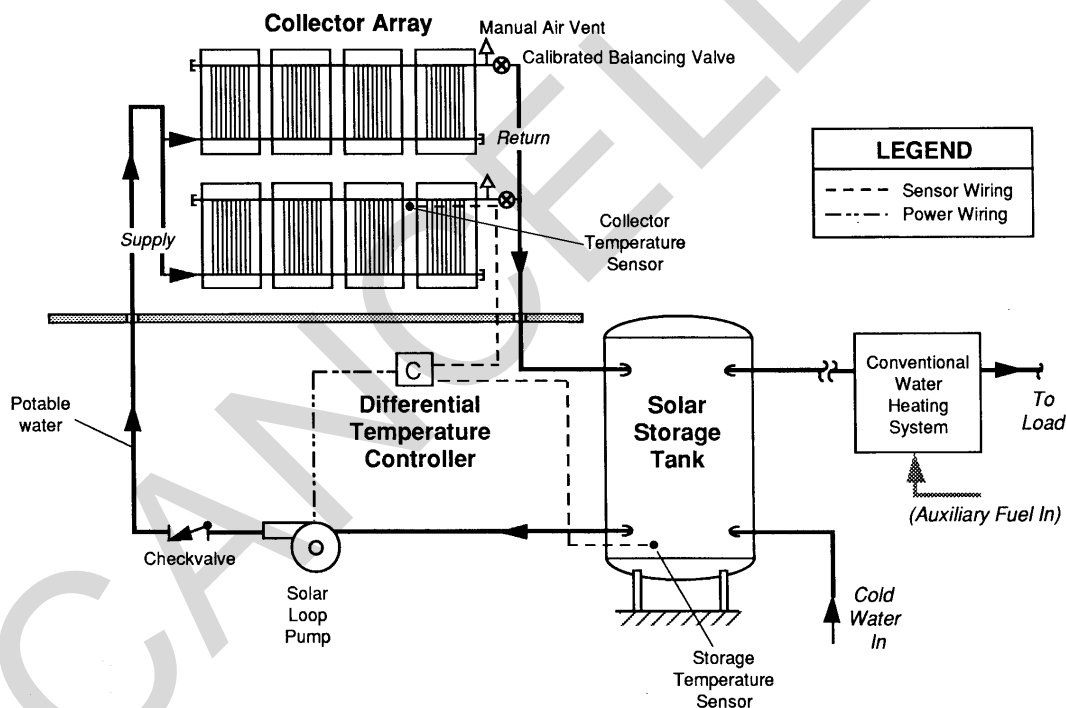 Collector Array
Manual Air Vent
Calibrated Balancing Valve
Return
LEGEND
Sensor Wiring
Power Wiring
Supply
Collector
Temperature
Sensor
C
Differential
Temperature
Controller
Solar
Storage
Tank
Conventional
Water
Heating
System
To
Load
Potable
water
(Auxiliary Fuel In)
Checkvalve
Solar
Loop
Pump
Cold
Water
In
Storage
Temperature
Sensor
CANCELL